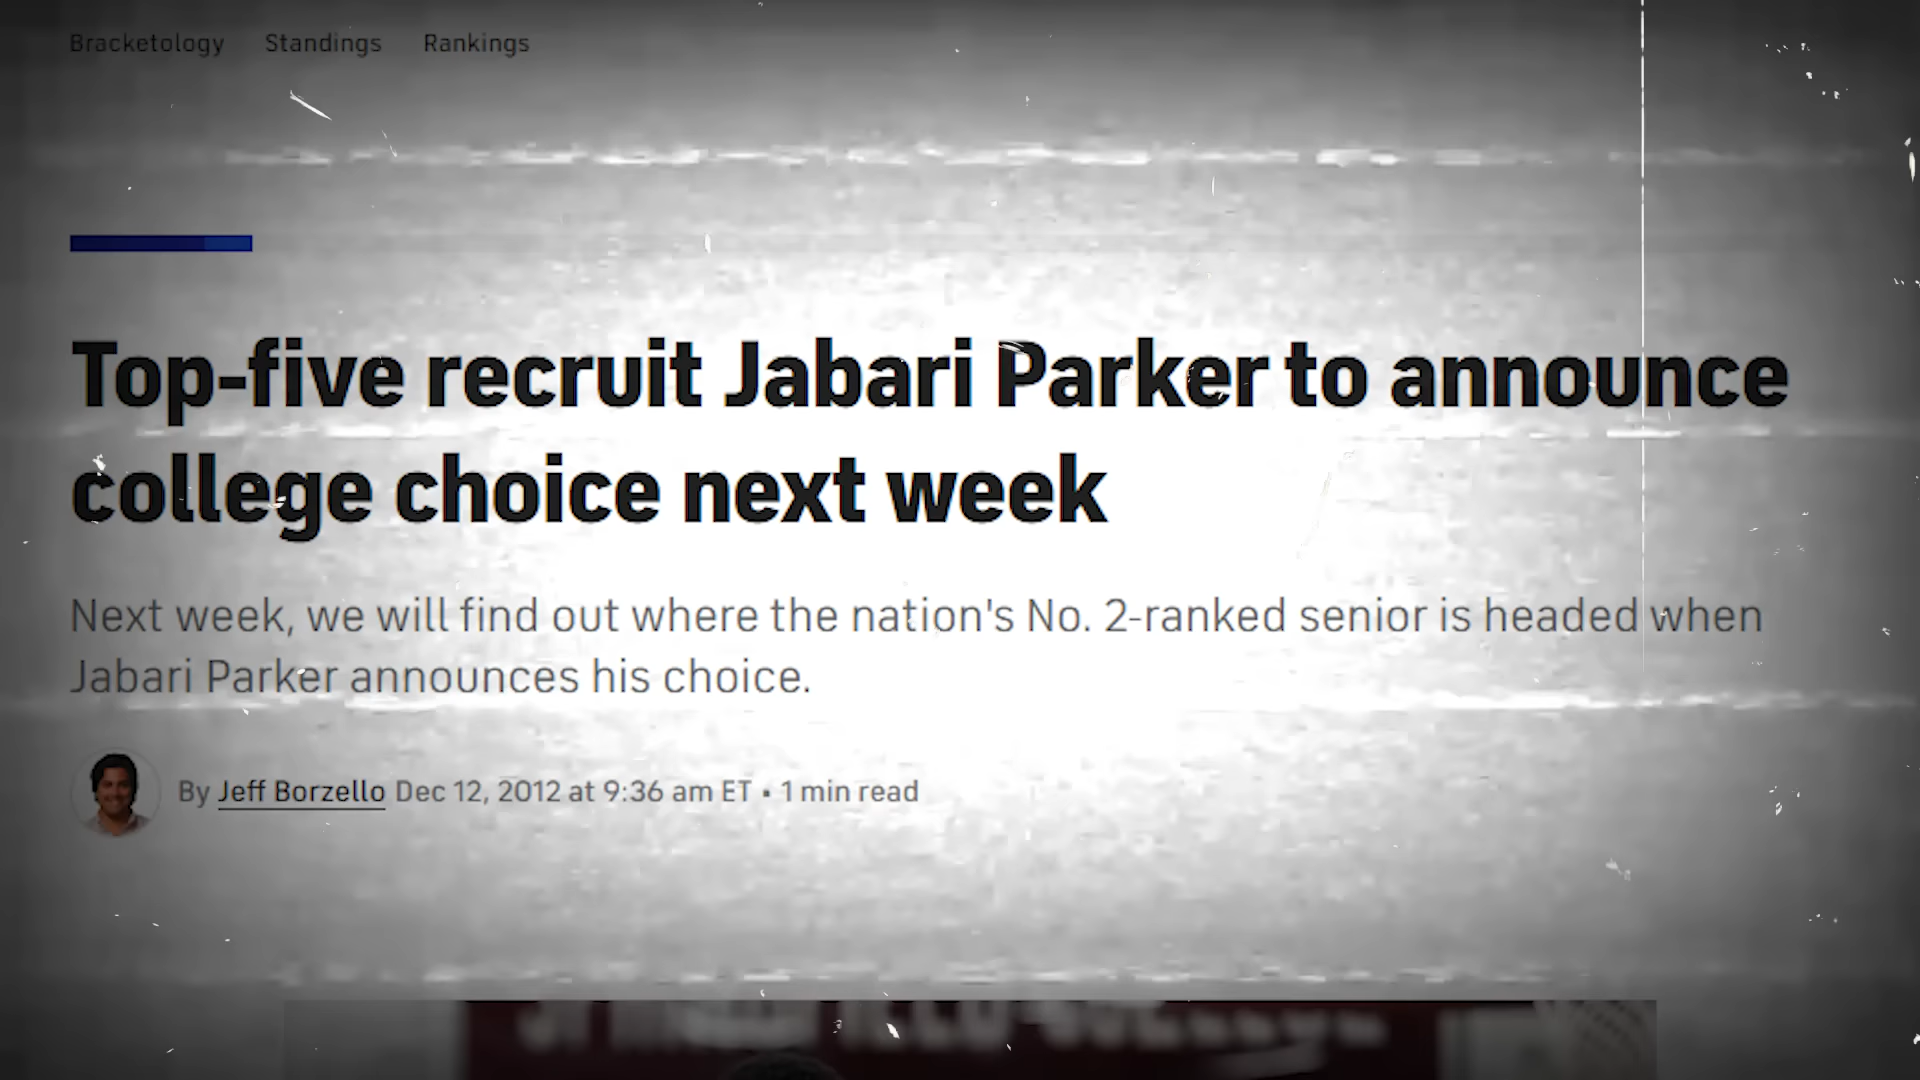 Bracketology Standings Rankings
Top-five recruit Jabari Parker to announce
college choice next week
Next week, we will find out where the nation's No. 2-ranked senior is headed when
Jabari Parker announces his choice.
By Jeff Borzello Dec 12, 2012 at 9:36 am ET • 1 min read